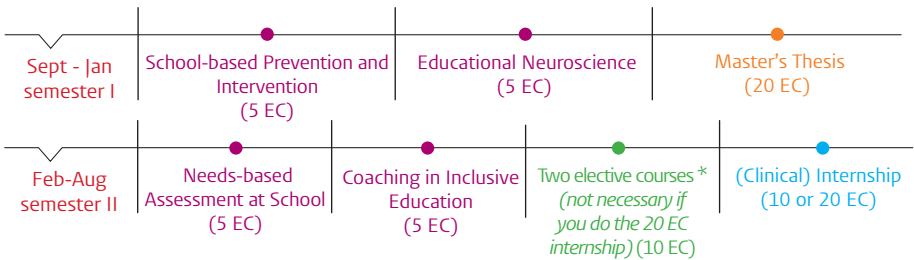 Sept - Jan
semester I
School-based Prevention and
Intervention
(5 EC)
Educational Neuroscience
(5 EC)
Master's Thesis
(20 EC)
Feb-Aug
semester II
Needs-based
Assessment at School
(5 EC)
Coaching in Inclusive
Education
(5 EC)
Two elective courses *
(not necessary if
you do the 20 EC
internship) (10 EC)
(Clinical) Internship
(10 or 20 EC)